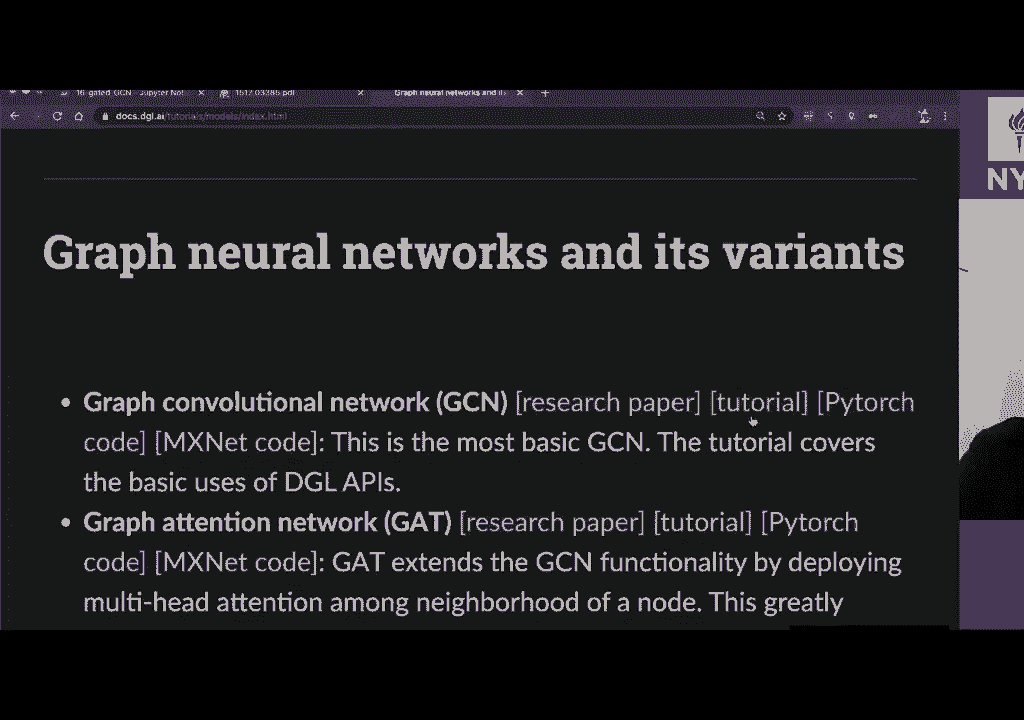 16-gated_GCN - Jupyter Not
1512.03385.pdf
Graph neural networks and its
docs.dgl.ai/tutorials/models/index.html
NY
Graph neural networks and its variants
• Graph convolutional network (GCN) [research paper] [tutorial] [Pytorch
code] [MXNet code]: This is the most basic GCN. The tutorial covers
the basic uses of DGL APIs.
• Graph attention network (GAT) [research paper] [tutorial] [Pytorch
code] [MXNet code]: GAT extends the GCN functionality by deploying
multi-head attention among neighborhood of a node. This greatly